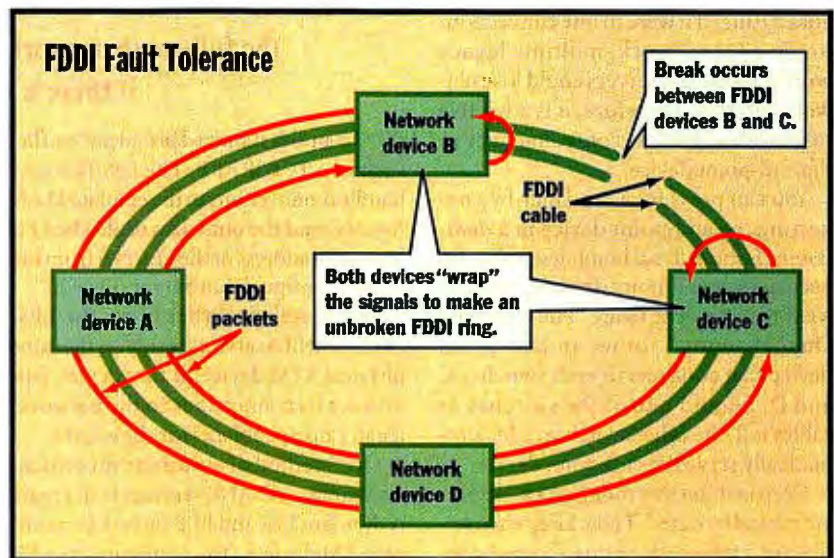 FDDI Fault Tolerance
Network
device B
Break occurs
between FDDI
devices B and C.
FDDI
cable
Both devices "wrap"
the signals to make an
unbroken FDDI ring.
Network
device A
FDDI
packets
Network
device C
Network
device D